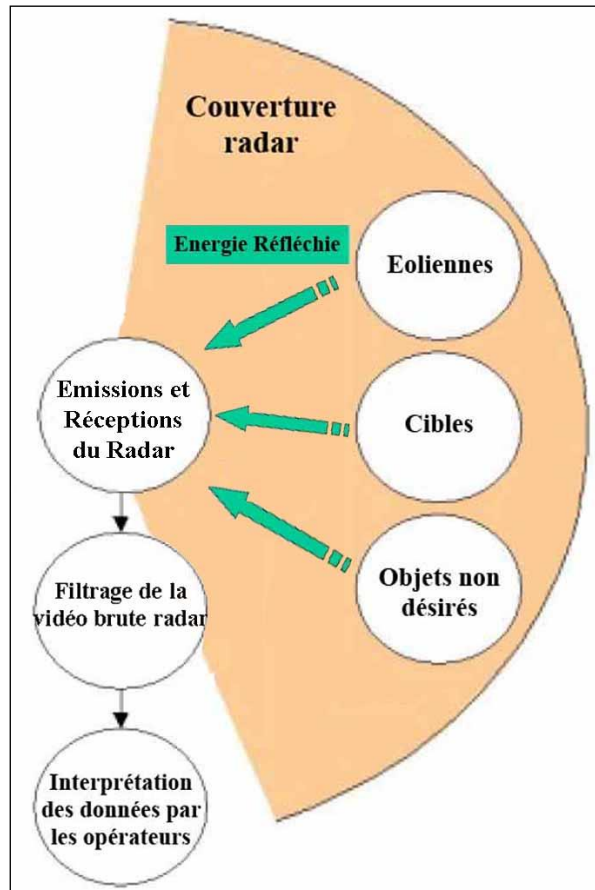 Couverture
radar
Energie Réfléchie
Eoliennes
Emissions et
Réceptions
du Radar
Cibles
Objets non
désirés
Filtrage de la
vidéo brute radar
Interprétation
des données par
les opérateurs